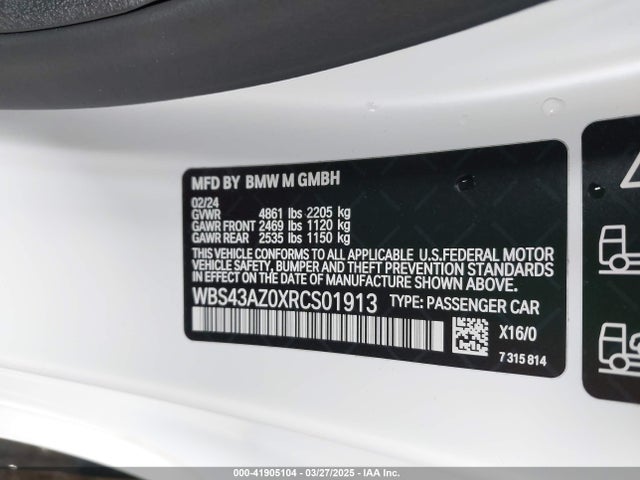 MFD BY BMW M GMBH
02/24
GVWR 4861 lbs 2205 kg
GAWR FRONT 2469 lbs 1120 kg
GAWR REAR 2535 lbs 1150 kg
THIS VEHICLE CONFORMS TO ALL APPLICABLE U.S.FEDERAL MOTOR
VEHICLE SAFETY, BUMPER AND THEFT PREVENTION STANDARDS
IN EFFECT ON THE DATE OF MANUFACTURE SHOWN ABOVE.
WBS43AZ0XRCS01913 TYPE: PASSENGER CAR
X16/0
7 315 814
000-41905104 | 03/27/2025 | IAA Inc.